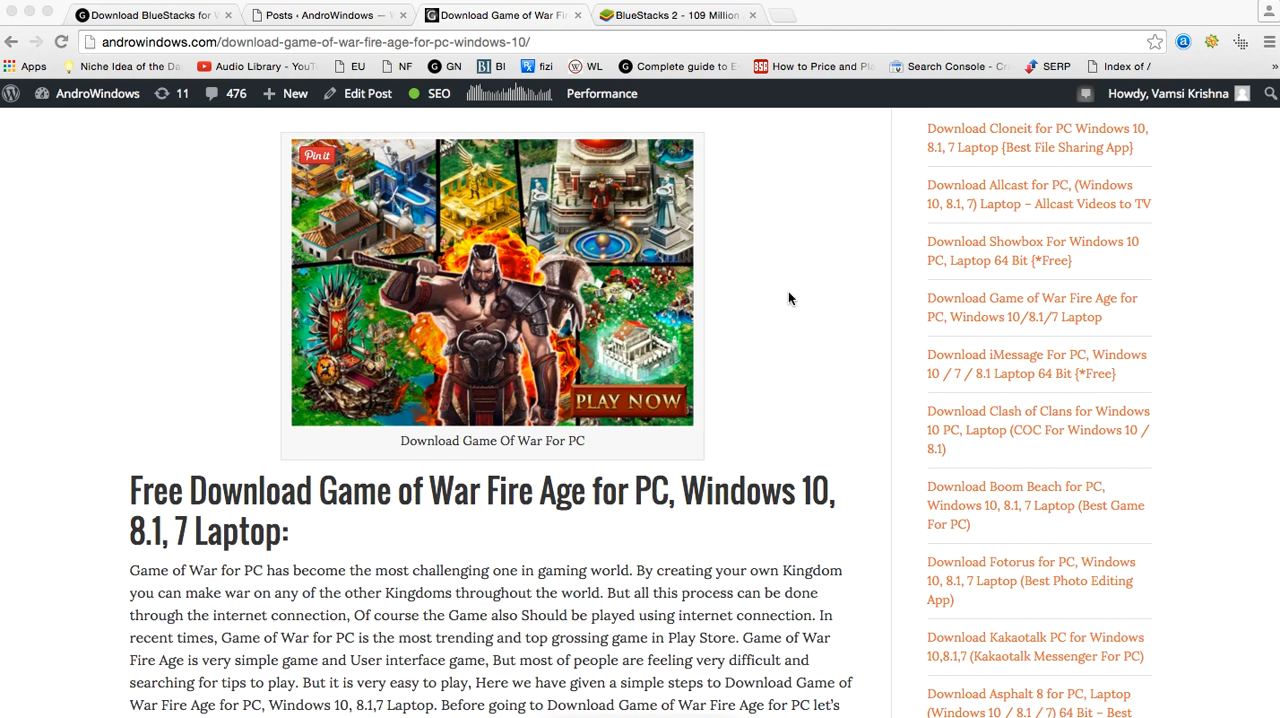 Download BlueStacks for W
Posts ‹ AndroWindows —
Download Game of War Fir
BlueStacks 2 - 109 Million
androwindows.com/download-game-of-war-fire-age-for-pc-windows-10/
Apps
Niche Idea of the Da
Audio Library - YouT
EU
NF
GN
BI
fizi
WL
Complete guide to E
How to Price and Pla
Search Console - Cr
SERP
Index of /
AndroWindows
11
476
New
Edit Post
SEO
Performance
Howdy, Vamsi Krishna
Pin it
PLAY NOW
Download Game Of War For PC
Free Download Game of War Fire Age for PC, Windows 10,
8.1, 7 Laptop:
Game of War for PC has become the most challenging one in gaming world. By creating your own Kingdom
you can make war on any of the other Kingdoms throughout the world. But all this process can be done
through the internet connection, Of course the Game also Should be played using internet connection. In
recent times, Game of War for PC is the most trending and top grossing game in Play Store. Game of War
Fire Age is very simple game and User interface game, But most of people are feeling very difficult and
searching for tips to play. But it is very easy to play, Here we have given a simple steps to Download Game of
War Fire Age for PC, Windows 10, 8.1,7 Laptop. Before going to Download Game of War Fire Age for PC let's
Download Cloneit for PC Windows 10,
8.1, 7 Laptop {Best File Sharing App}
Download Allcast for PC, (Windows
10, 8.1, 7) Laptop – Allcast Videos to TV
Download Showbox For Windows 10
PC, Laptop 64 Bit {*Free}
Download Game of War Fire Age for
PC, Windows 10/8.1/7 Laptop
Download iMessage For PC, Windows
10 / 7 / 8.1 Laptop 64 Bit {*Free}
Download Clash of Clans for Windows
10 PC, Laptop (COC For Windows 10 /
8.1)
Download Boom Beach for PC,
Windows 10, 8.1, 7 Laptop (Best Game
For PC)
Download Fotorus for PC, Windows
10, 8.1, 7 Laptop (Best Photo Editing
App)
Download Kakaotalk PC for Windows
10,8.1,7 (Kakaotalk Messenger For PC)
Download Asphalt 8 for PC, Laptop
(Windows 10 / 8.1 / 7) 64 Bit – Best